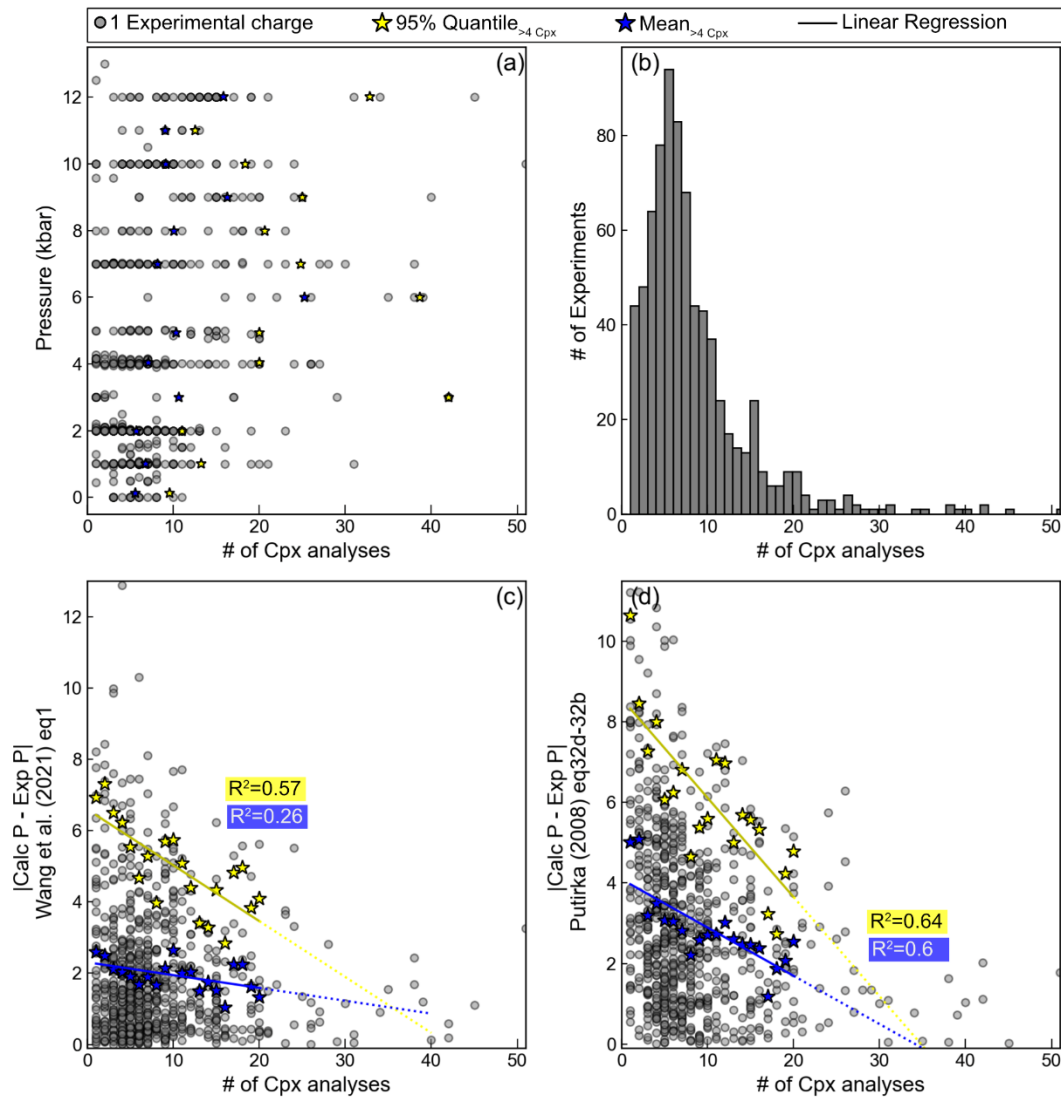 1 Experimental charge 95% Quantile>4 Cpx Mean>4 Cpx Linear Regression
(a)
12
10
8
6
4
2
0
Pressure (kbar)
0 10 20 30 40 50
# of Cpx analyses
(b)
80
60
40
20
0
# of Experiments
0 10 20 30 40 50
# of Cpx analyses
(c)
12
10
8
6
4
2
0
|Calc P - Exp P|
Wang et al. (2021) eq1
R²=0.57
R²=0.26
0 10 20 30 40 50
# of Cpx analyses
(d)
10
8
6
4
2
0
|Calc P - Exp P|
Putirka (2008) eq32d-32b
R²=0.64
R²=0.6
0 10 20 30 40 50
# of Cpx analyses